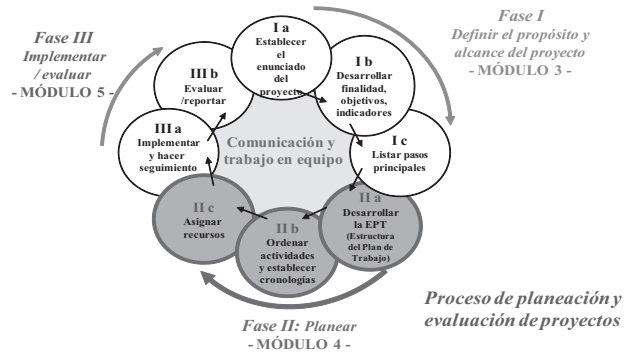 Fase I
Definir el propósito y
alcance del proyecto
- MÓDULO 3 -
Fase III
Implementar
/ evaluar
- MÓDULO 5 -
I a
Establecer
el
enunciado
del
proyecto
I b
Desarrollar
finalidad,
objetivos,
indicadores
I c
Listar pasos
principales
II a
Desarrollar
la EPT
(Estructura
del Plan de
Trabajo)
II b
Ordenar
actividades
y establecer
cronologías
II c
Asignar
recursos
III a
Implementar
y hacer
seguimiento
III b
Evaluar
/reportar
Comunicación y
trabajo en equipo
Fase II: Planear
- MÓDULO 4 -
Proceso de planeación y
evaluación de proyectos